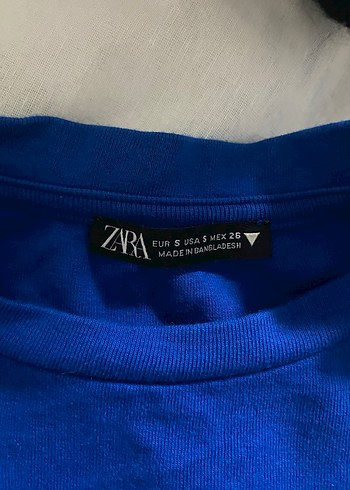 ZARA
EUR S USA S MEX 26
MADE IN BANGLADESH